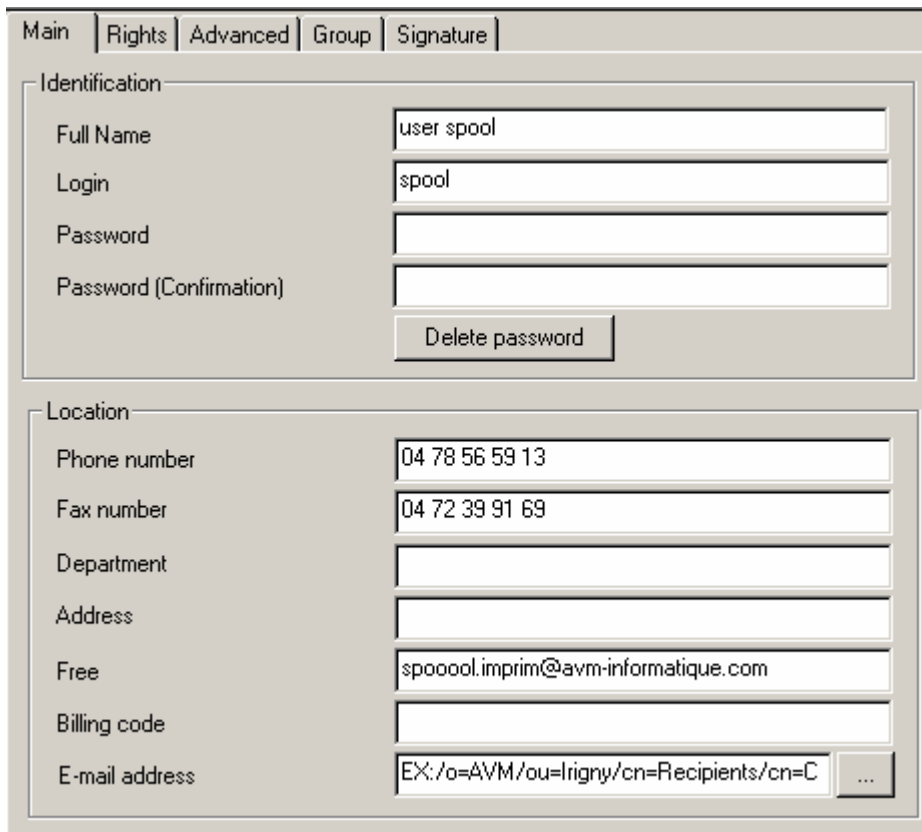 Main Rights Advanced Group Signature
Identification
Full Name user spool
Login spool
Password
Password (Confirmation)
Delete password
Location
Phone number 04 78 56 59 13
Fax number 04 72 39 91 69
Department
Address
Free spooool.imprim@avm-informatique.com
Billing code
E-mail address EX:/o=AVM/ou=Irigny/cn=Recipients/cn=C ...